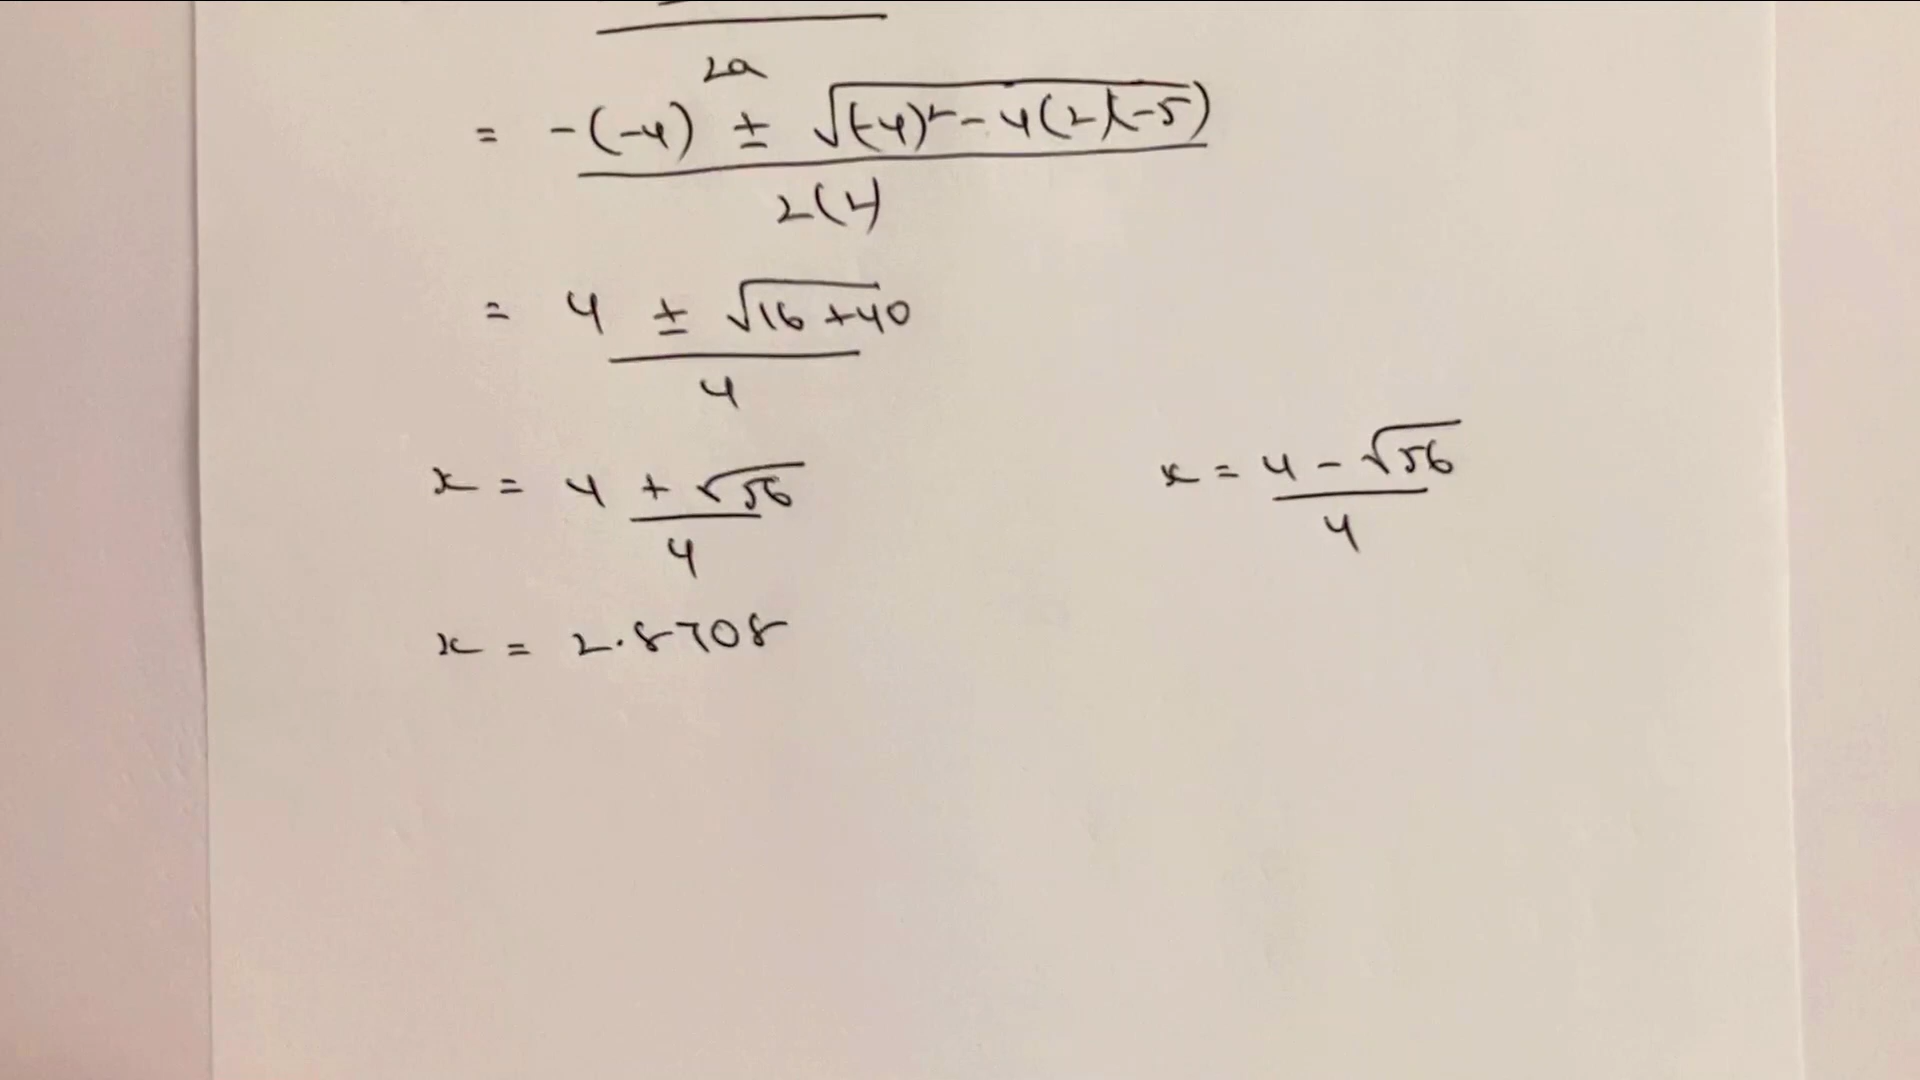 2a
= -(-4) ± √(-4)² - 4(2)(-5)
2(2)
= 4 ± √16 + 40
4
x = 4 + √56
4
x = 4 - √56
4
x = 2.8708